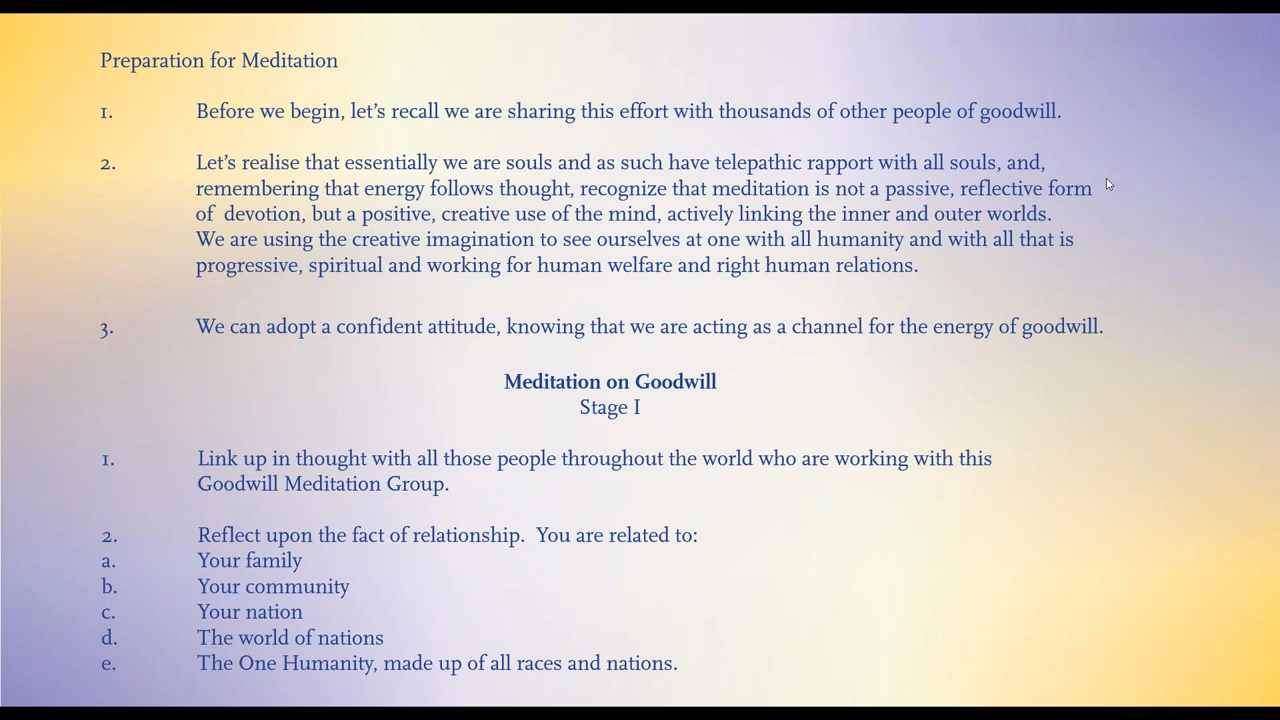 Preparation for Meditation
1. Before we begin, let's recall we are sharing this effort with thousands of other people of goodwill.
2. Let's realise that essentially we are souls and as such have telepathic rapport with all souls, and,
remembering that energy follows thought, recognize that meditation is not a passive, reflective form
of devotion, but a positive, creative use of the mind, actively linking the inner and outer worlds.
We are using the creative imagination to see ourselves at one with all humanity and with all that is
progressive, spiritual and working for human welfare and right human relations.
3. We can adopt a confident attitude, knowing that we are acting as a channel for the energy of goodwill.
Meditation on Goodwill
Stage I
1. Link up in thought with all those people throughout the world who are working with this
Goodwill Meditation Group.
2. Reflect upon the fact of relationship. You are related to:
a. Your family
b. Your community
c. Your nation
d. The world of nations
e. The One Humanity, made up of all races and nations.